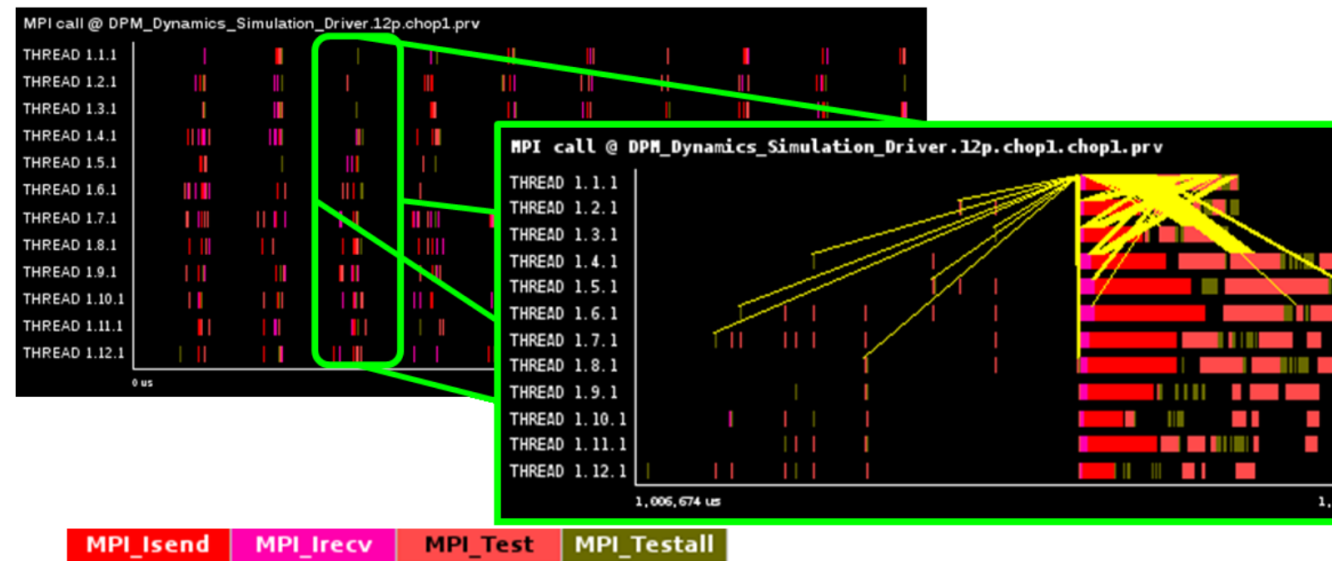 MPI call @ DPM_Dynamics_Simulation_Driver.12p.chop1.prv
THREAD 1.1.1
THREAD 1.2.1
THREAD 1.3.1
THREAD 1.4.1
THREAD 1.5.1
THREAD 1.6.1
THREAD 1.7.1
THREAD 1.8.1
THREAD 1.9.1
THREAD 1.10.1
THREAD 1.11.1
THREAD 1.12.1
0 us
MPI call @ DPM_Dynamics_Simulation_Driver.12p.chop1.chop1.prv
THREAD 1.1.1
THREAD 1.2.1
THREAD 1.3.1
THREAD 1.4.1
THREAD 1.5.1
THREAD 1.6.1
THREAD 1.7.1
THREAD 1.8.1
THREAD 1.9.1
THREAD 1.10.1
THREAD 1.11.1
THREAD 1.12.1
1,006,674 us
1,
MPI_Isend MPI_Irecv MPI_Test MPI_Testall